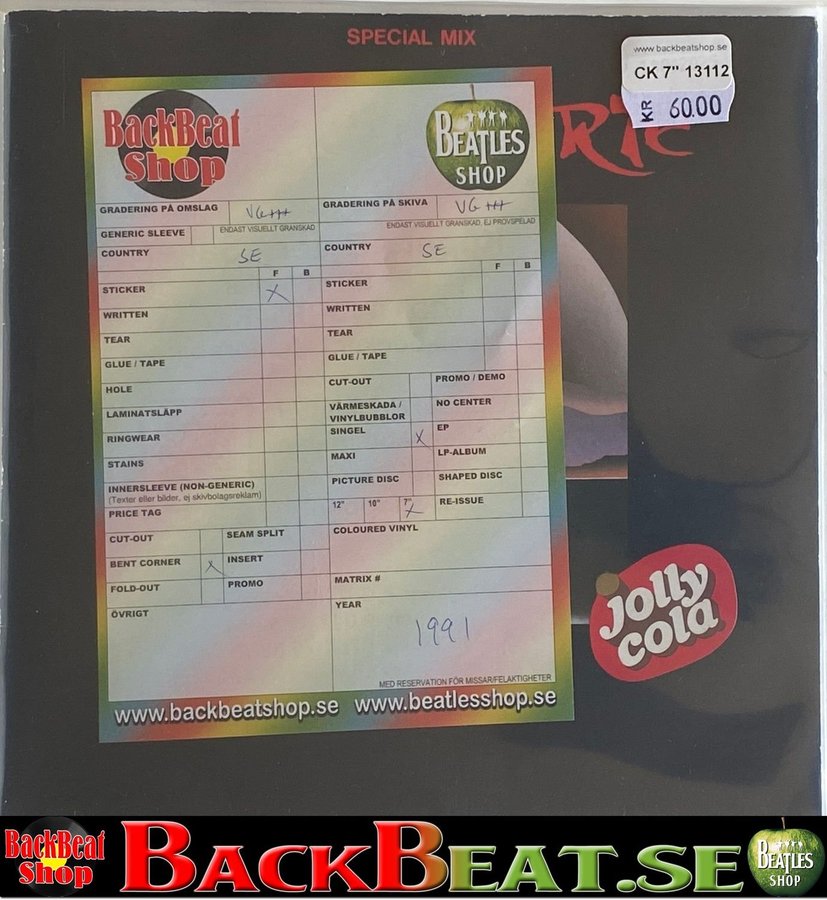 SPECIAL MIX
www.backbeatshop.se
CK 7" 13112
KR 60.00
BackBeat
Shop
BEATLES
SHOP
GRADERING PÅ OMSLAG VG+++
GRADERING PÅ SKIVA VG +++
GENERIC SLEEVE ENDAST VISUELLT GRANSKAD
ENDAST VISUELLT GRANSKAD, EJ PROVSPELAD
COUNTRY SE
COUNTRY SE
F B
F B
STICKER X
STICKER
WRITTEN
WRITTEN
TEAR
TEAR
GLUE / TAPE
GLUE / TAPE
HOLE
CUT-OUT
PROMO / DEMO
LAMINATSLÄPP
VÄRMESKADA /
VINYLBUBBLOR
NO CENTER
RINGWEAR
SINGEL X
EP
STAINS
MAXI
LP-ALBUM
INNERSLEEVE (NON-GENERIC)
(Texter eller bilder, ej skivbolagsreklam)
PICTURE DISC
SHAPED DISC
PRICE TAG
12" 10" 7" X
RE-ISSUE
CUT-OUT
SEAM SPLIT
COLOURED VINYL
BENT CORNER X
INSERT
FOLD-OUT
PROMO
MATRIX #
ÖVRIGT
YEAR
1991
MED RESERVATION FÖR MISSAR/FELAKTIGHETER
www.backbeatshop.se www.beatlesshop.se
Jolly
cola
BackBeat
Shop
BACKBEAT.SE
BEATLES
SHOP